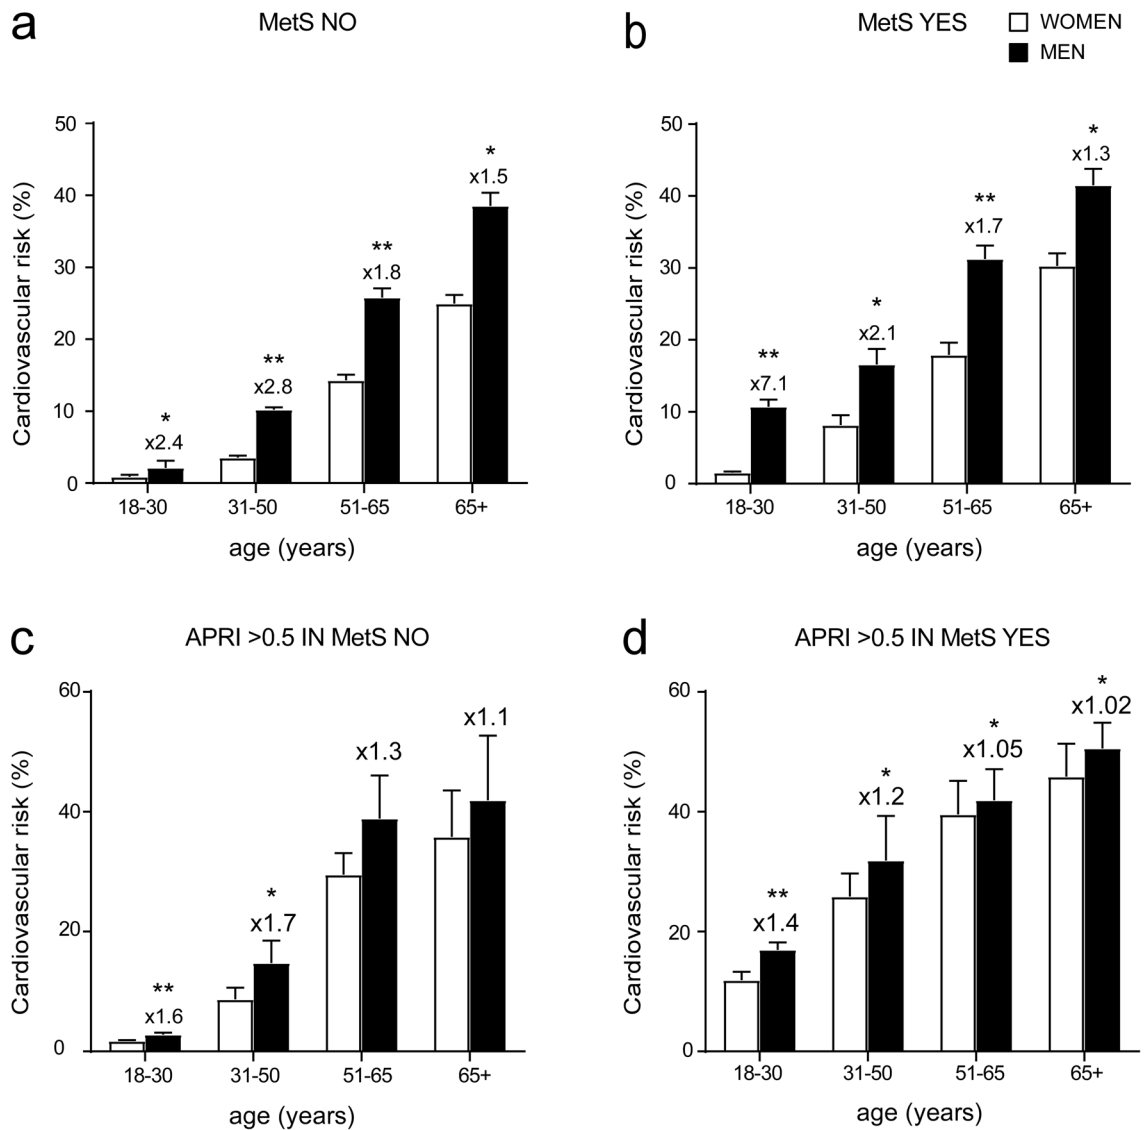 a
MetS NO
b
MetS YES
WOMEN
MEN
Cardiovascular risk (%)
50
40
30
20
10
0
*
x2.4
**
x2.8
**
x1.8
*
x1.5
18-30 31-50 51-65 65+
age (years)
Cardiovascular risk (%)
50
40
30
20
10
0
**
x7.1
*
x2.1
**
x1.7
*
x1.3
18-30 31-50 51-65 65+
age (years)
c
APRI >0.5 IN MetS NO
Cardiovascular risk (%)
60
40
20
0
**
x1.6
*
x1.7
x1.3
x1.1
18-30 31-50 51-65 65+
age (years)
d
APRI >0.5 IN MetS YES
Cardiovascular risk (%)
60
40
20
0
**
x1.4
*
x1.2
*
x1.05
*
x1.02
18-30 31-50 51-65 65+
age (years)